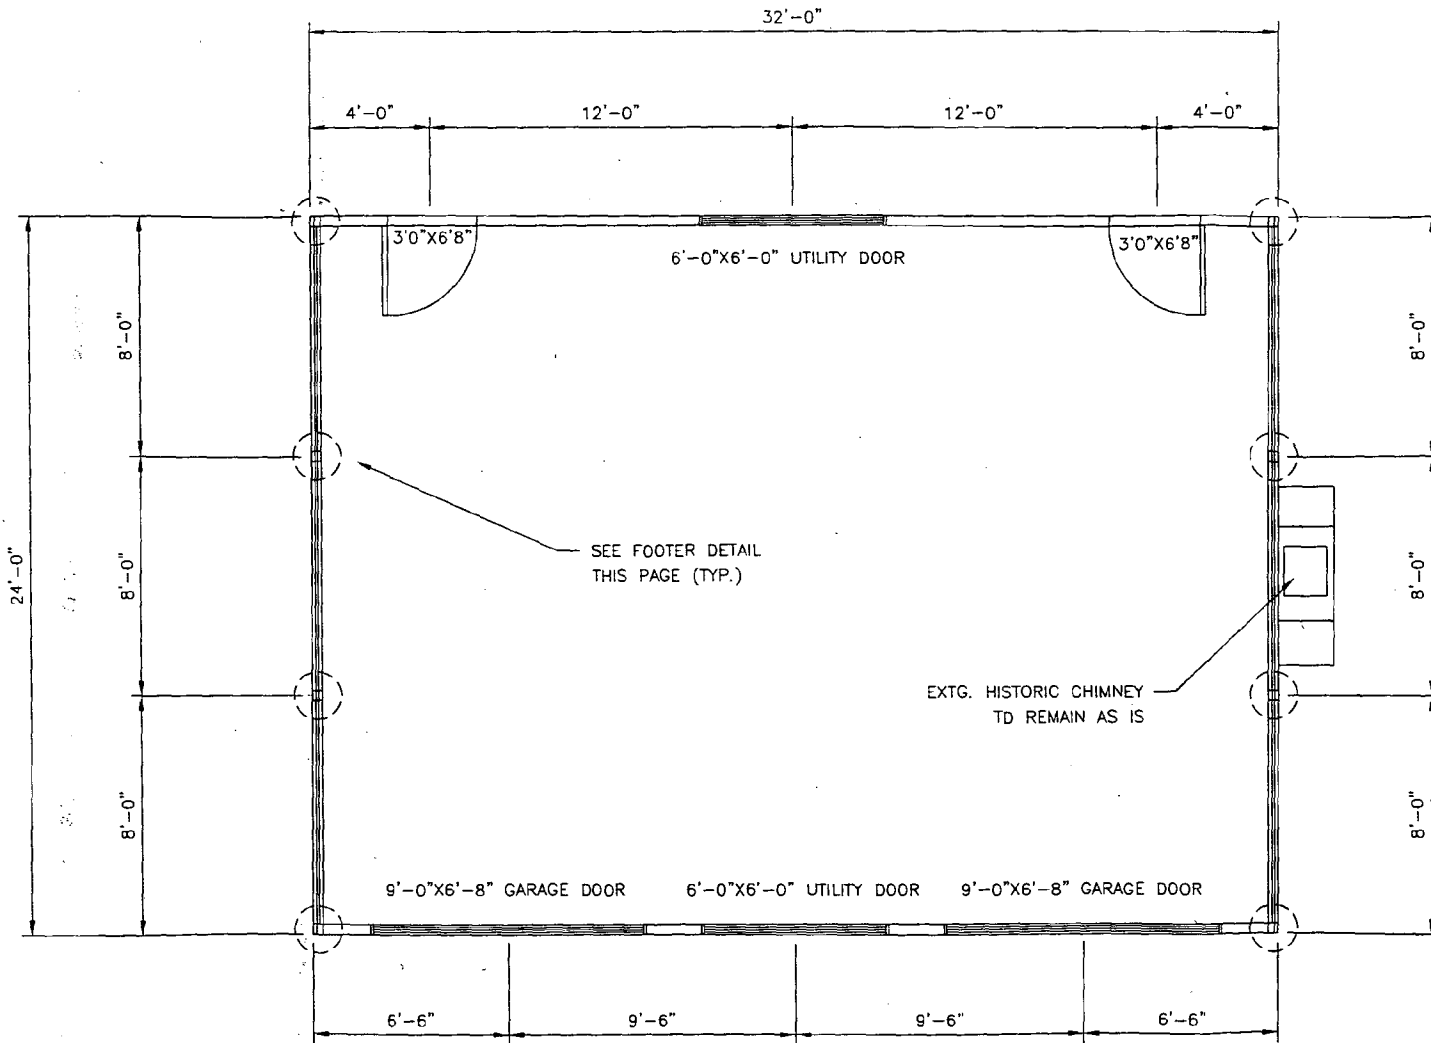 32'-0"
4'-0"
12'-0"
12'-0"
4'-0"
3'0"X6'8"
6'-0"X6'-0" UTILITY DOOR
3'0"X6'8"
8'-0"
8'-0"
24'-0"
8'-0"
8'-0"
SEE FOOTER DETAIL
THIS PAGE (TYP.)
EXTG. HISTORIC CHIMNEY
TD REMAIN AS IS
8'-0"
8'-0"
9'-0"X6'-8" GARAGE DOOR
6'-0"X6'-0" UTILITY DOOR
9'-0"X6'-8" GARAGE DOOR
6'-6"
9'-6"
9'-6"
6'-6"